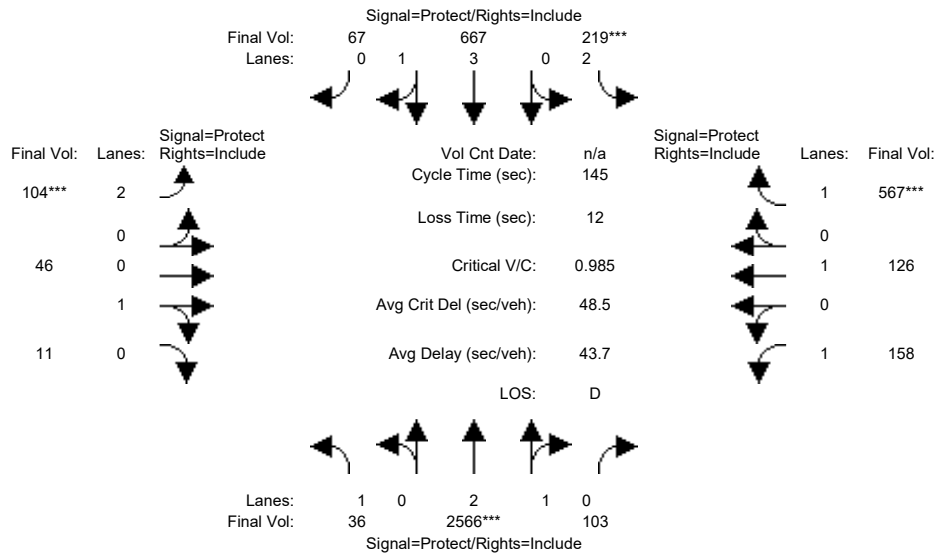 Signal=Protect/Rights=Include
Final Vol: 67 667 219***
Lanes: 0 1 3 0 2
Signal=Protect
Final Vol: Lanes: Rights=Include
Vol Cnt Date: n/a
Signal=Protect
Rights=Include Lanes: Final Vol:
Cycle Time (sec): 145
104*** 2
1 567***
Loss Time (sec): 12
0
0
46 0
Critical V/C: 0.985
1 126
1
Avg Crit Del (sec/veh): 48.5
0
11 0
Avg Delay (sec/veh): 43.7
1 158
LOS: D
Lanes: 1 0 2 1 0
Final Vol: 36 2566*** 103
Signal=Protect/Rights=Include